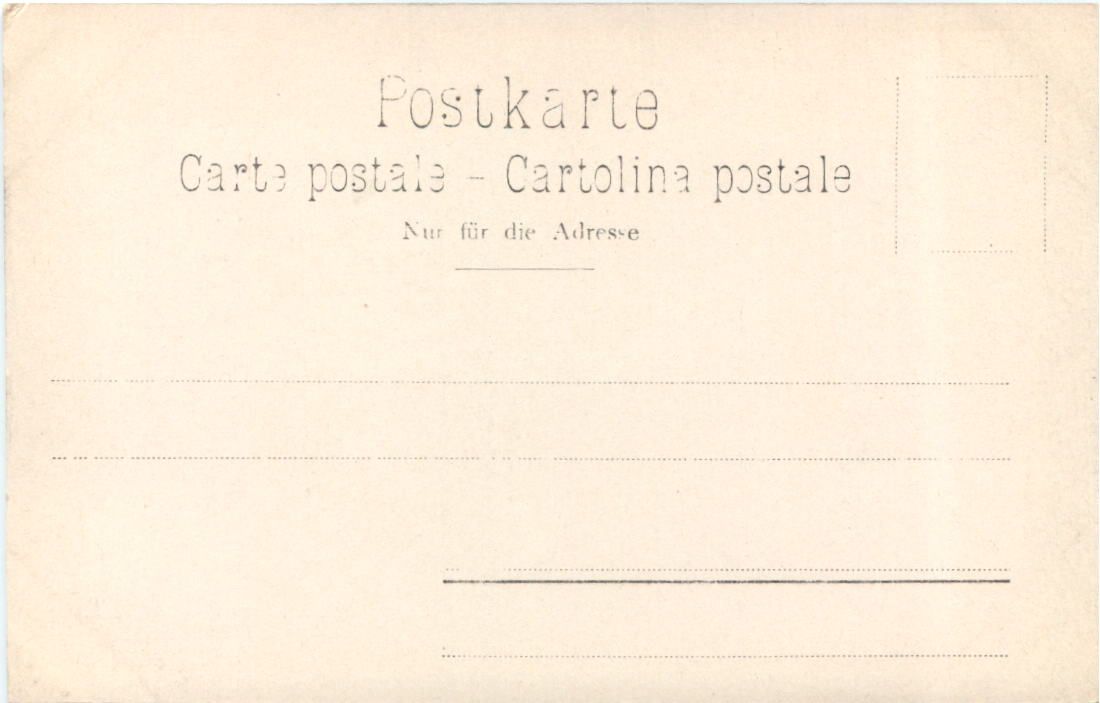 Postkarte
Carte postale – Cartolina postale
Nur für die Adresse